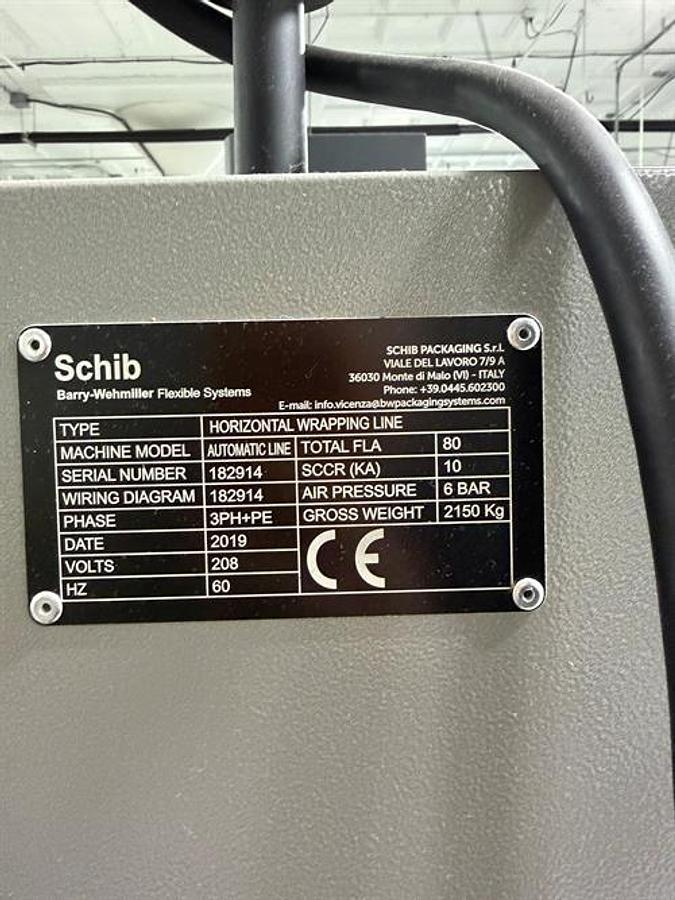 Schib
Barry-Wehmiller Flexible Systems
SCHIB PACKAGING S.r.l.
VIALE DEL LAVORO 7/9 A
36030 Monte di Malo (VI) - ITALY
Phone: +39.0445.602300
E-mail: info.vicenza@bwpackagingsystems.com
TYPE HORIZONTAL WRAPPING LINE
MACHINE MODEL AUTOMATIC LINE TOTAL FLA 80
SERIAL NUMBER 182914 SCCR (KA) 10
WIRING DIAGRAM 182914 AIR PRESSURE 6 BAR
PHASE 3PH+PE GROSS WEIGHT 2150 Kg
DATE 2019
VOLTS 208
HZ 60
CE